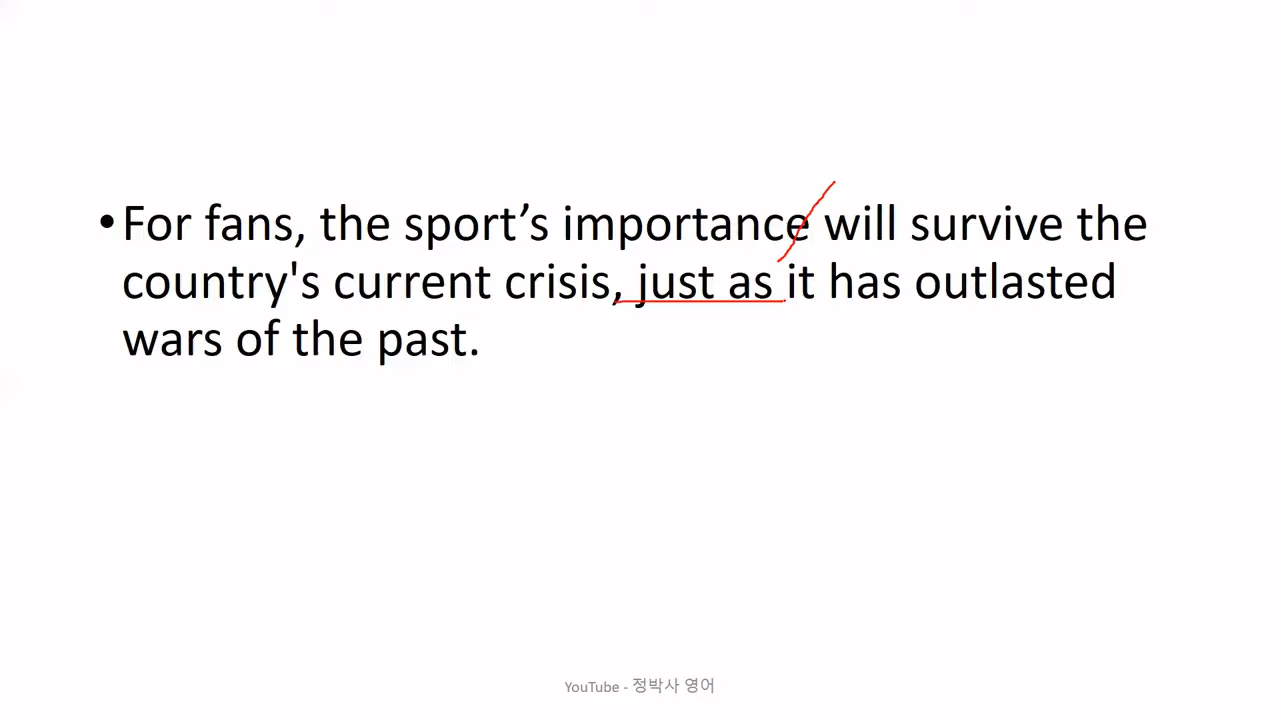 •For fans, the sport’s importance will survive the
country's current crisis, just as it has outlasted
wars of the past.
YouTube - 정박사 영어